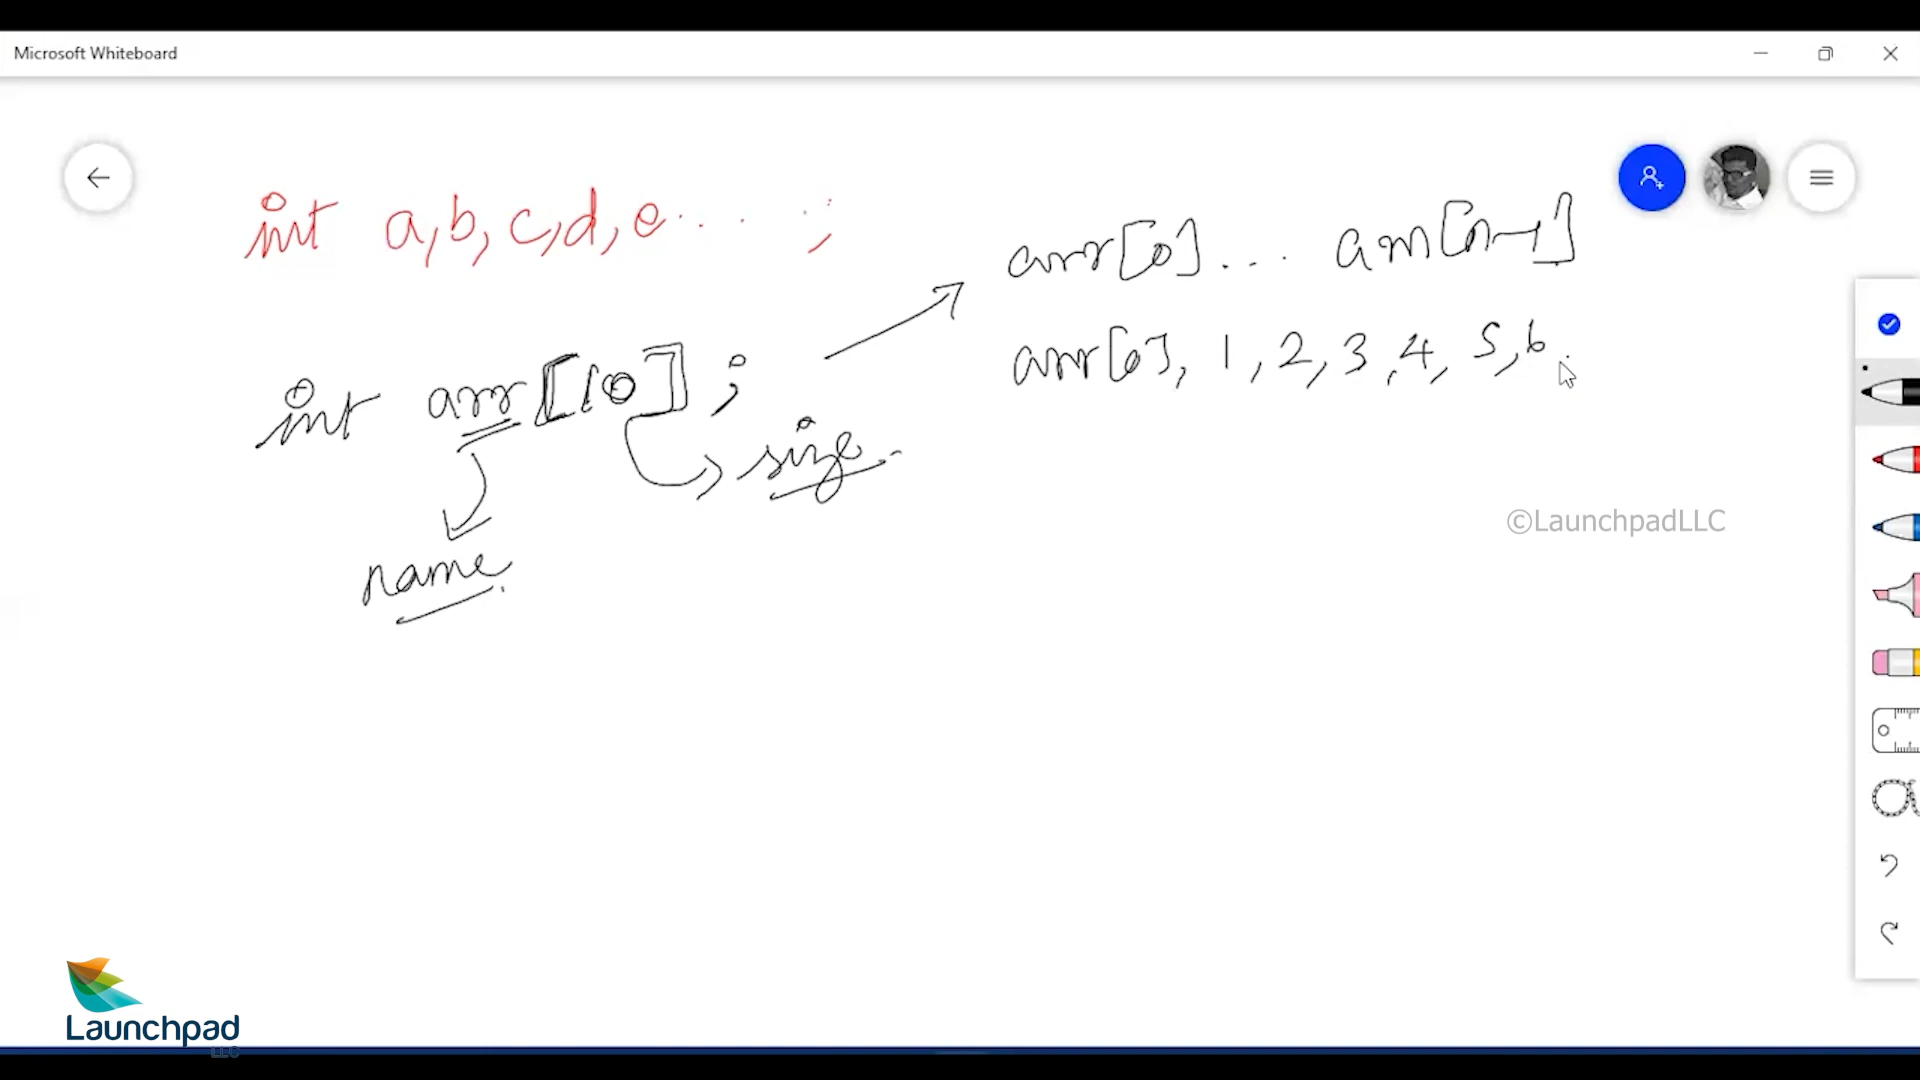 Microsoft Whiteboard
int a,b,c,d,e.. . . ;
arr[0]... arr[n-1]
int arr[10];
arr[0], 1, 2, 3, 4, 5, 6
size.
name.
©LaunchpadLLC
Launchpad
LLC